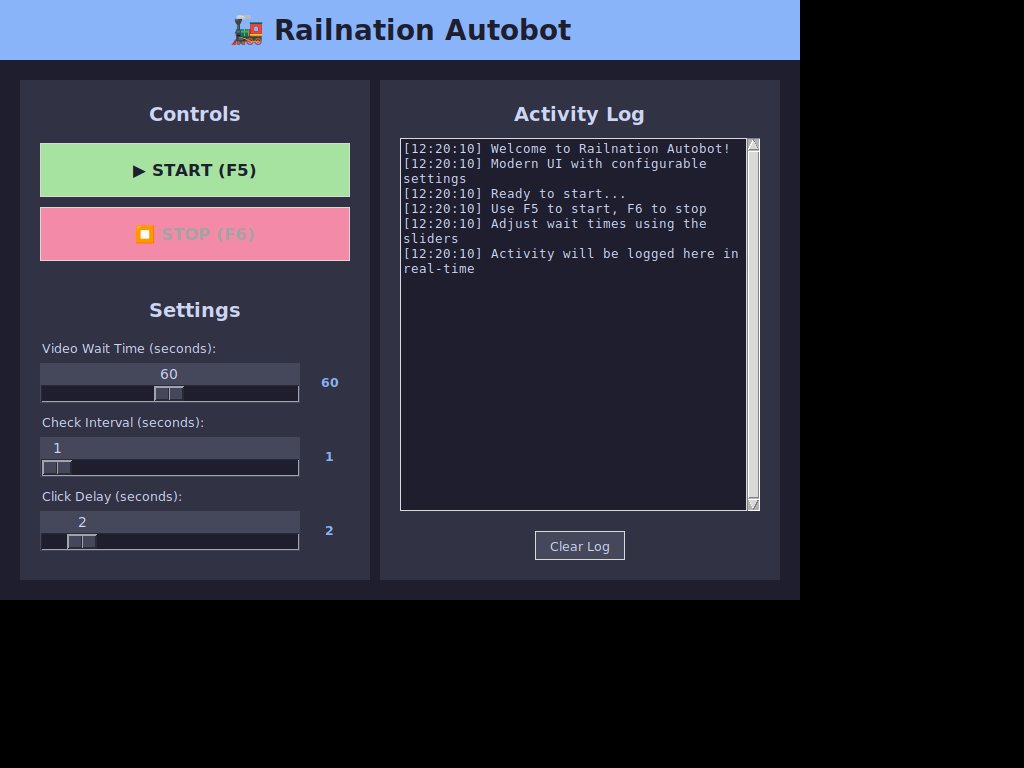 Railnation Autobot
Controls
▶ START (F5)
⏹ STOP (F6)
Settings
Video Wait Time (seconds):
60
60
Check Interval (seconds):
1
1
Click Delay (seconds):
2
2
Activity Log
[12:20:10] Welcome to Railnation Autobot!
[12:20:10] Modern UI with configurable
settings
[12:20:10] Ready to start...
[12:20:10] Use F5 to start, F6 to stop
[12:20:10] Adjust wait times using the
sliders
[12:20:10] Activity will be logged here in
real-time
Clear Log